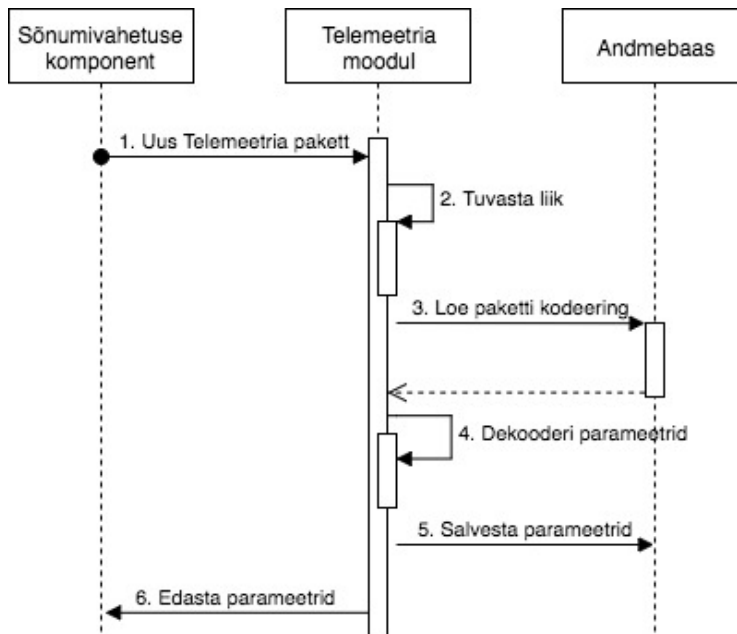 Sõnumivahetuse
komponent
Telemeetria
moodul
Andmebaas
1. Uus Telemeetria pakett
2. Tuvasta liik
3. Loe paketti kodeering
4. Dekooderi parameetrid
5. Salvesta parameetrid
6. Edasta parameetrid